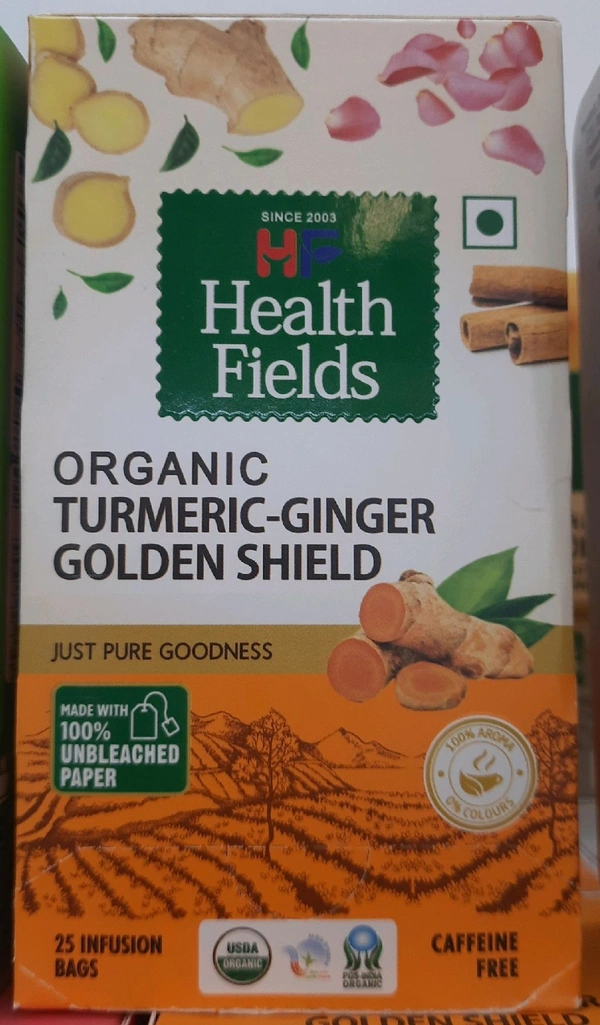 SINCE 2003
HF
Health
Fields
ORGANIC
TURMERIC-GINGER
GOLDEN SHIELD
JUST PURE GOODNESS
MADE WITH
100%
UNBLEACHED
PAPER
100% AROMA
0% COLOURS
25 INFUSION
BAGS
USDA
ORGANIC
PGS-INDIA
ORGANIC
CAFFEINE
FREE
GOLDEN SHIELD